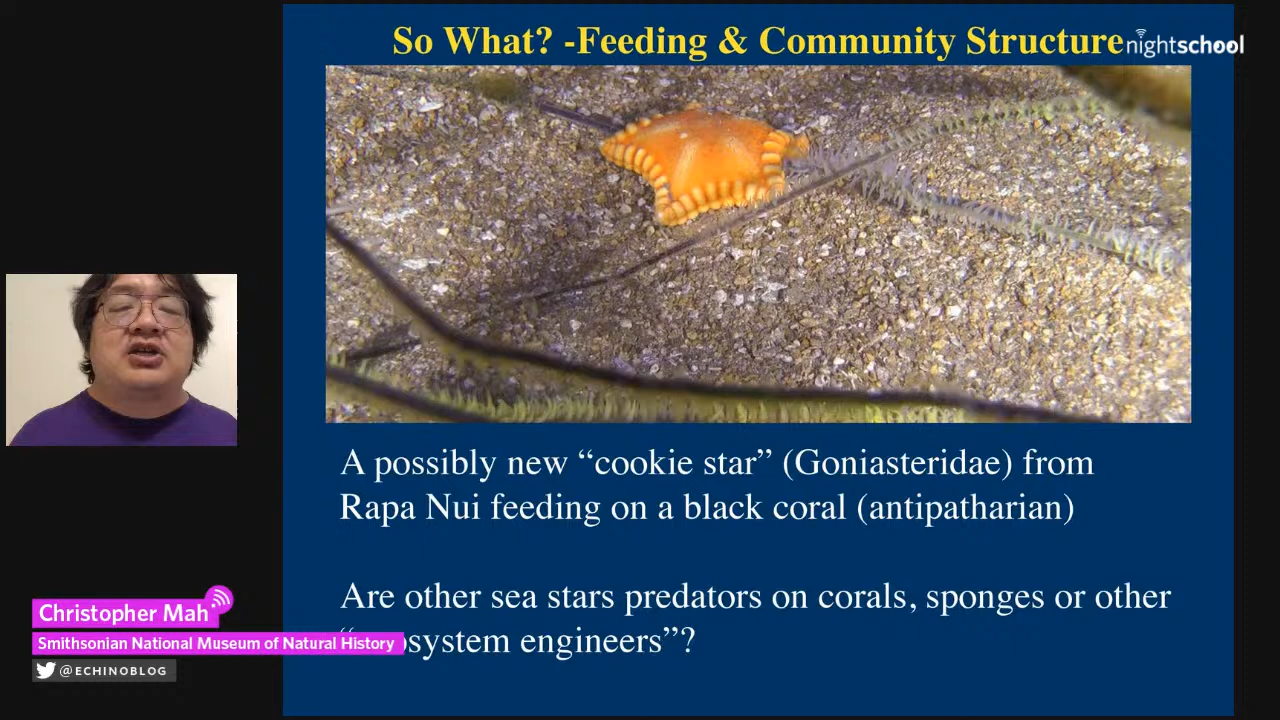 So What? -Feeding & Community Structure
nightschool
A possibly new “cookie star” (Goniasteridae) from
Rapa Nui feeding on a black coral (antipatharian)
Are other sea stars predators on corals, sponges or other
system engineers”?
Christopher Mah
Smithsonian National Museum of Natural History
@ECHINOBLOG